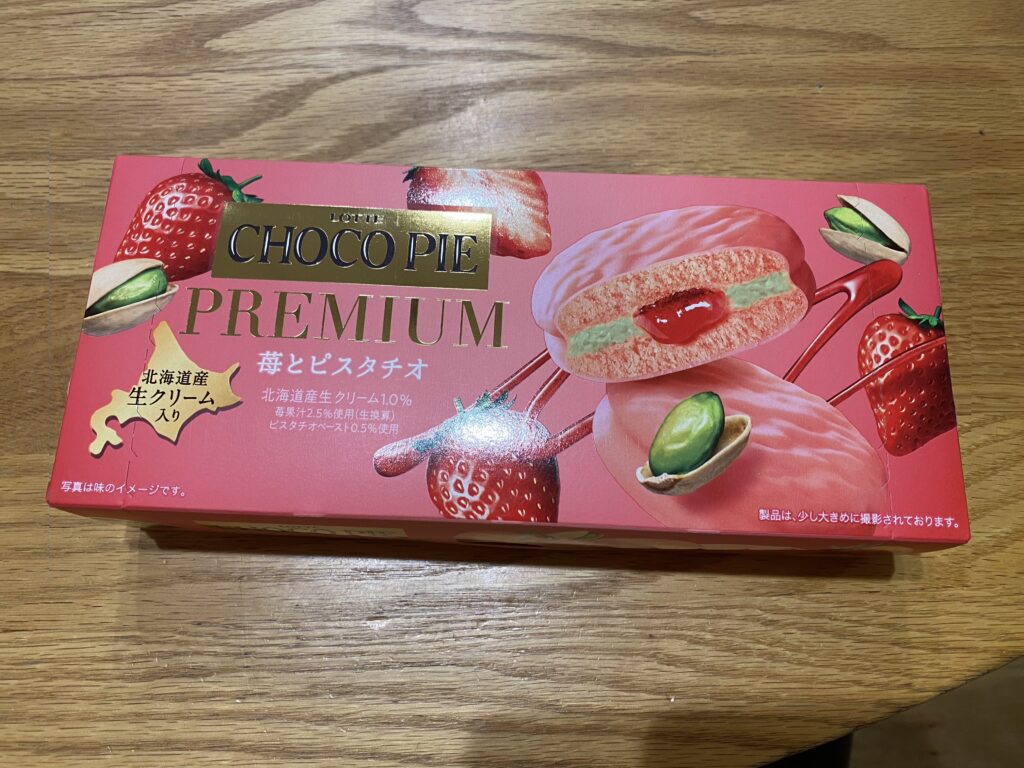 LOTTE
CHOCO PIE
PREMIUM
苺とピスタチオ
北海道産生クリーム1.0%
苺果汁2.5%使用(生換算)
ピスタチオペースト0.5%使用
北海道産
生クリーム
入り
写真は味のイメージです。
製品は、少し大きめに撮影されております。